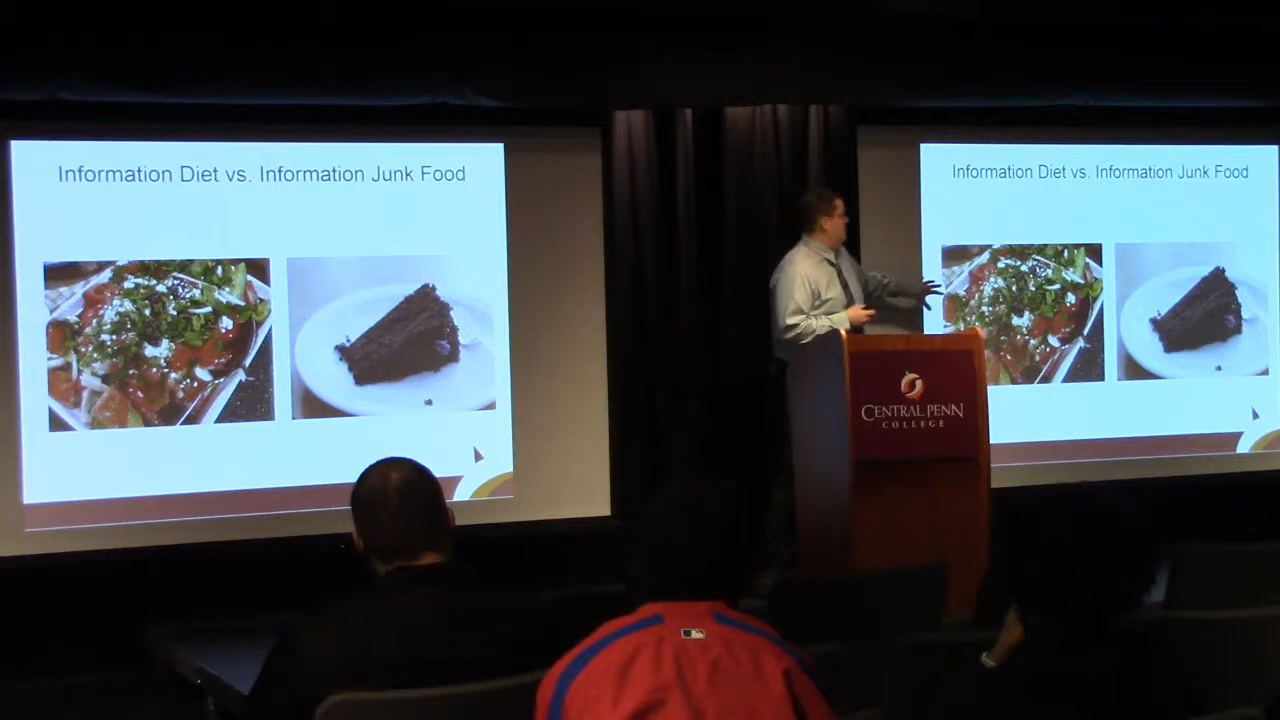 Information Diet vs. Information Junk Food
Information Diet vs. Information Junk Food
CENTRAL PENN
COLLEGE